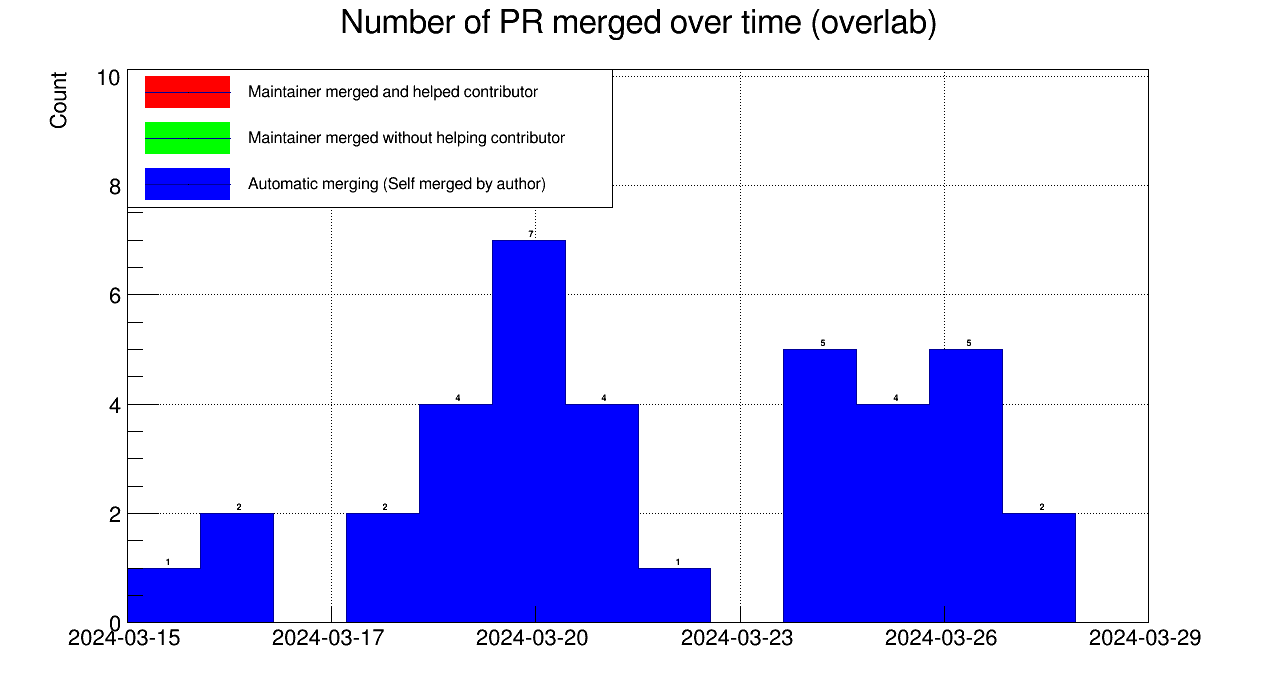 Number of PR merged over time (overlab)
Count
10
8
6
4
2
0
Maintainer merged and helped contributor
Maintainer merged without helping contributor
Automatic merging (Self merged by author)
1
2
2
4
7
4
1
5
4
5
2
2024-03-15 2024-03-17 2024-03-20 2024-03-23 2024-03-26 2024-03-29